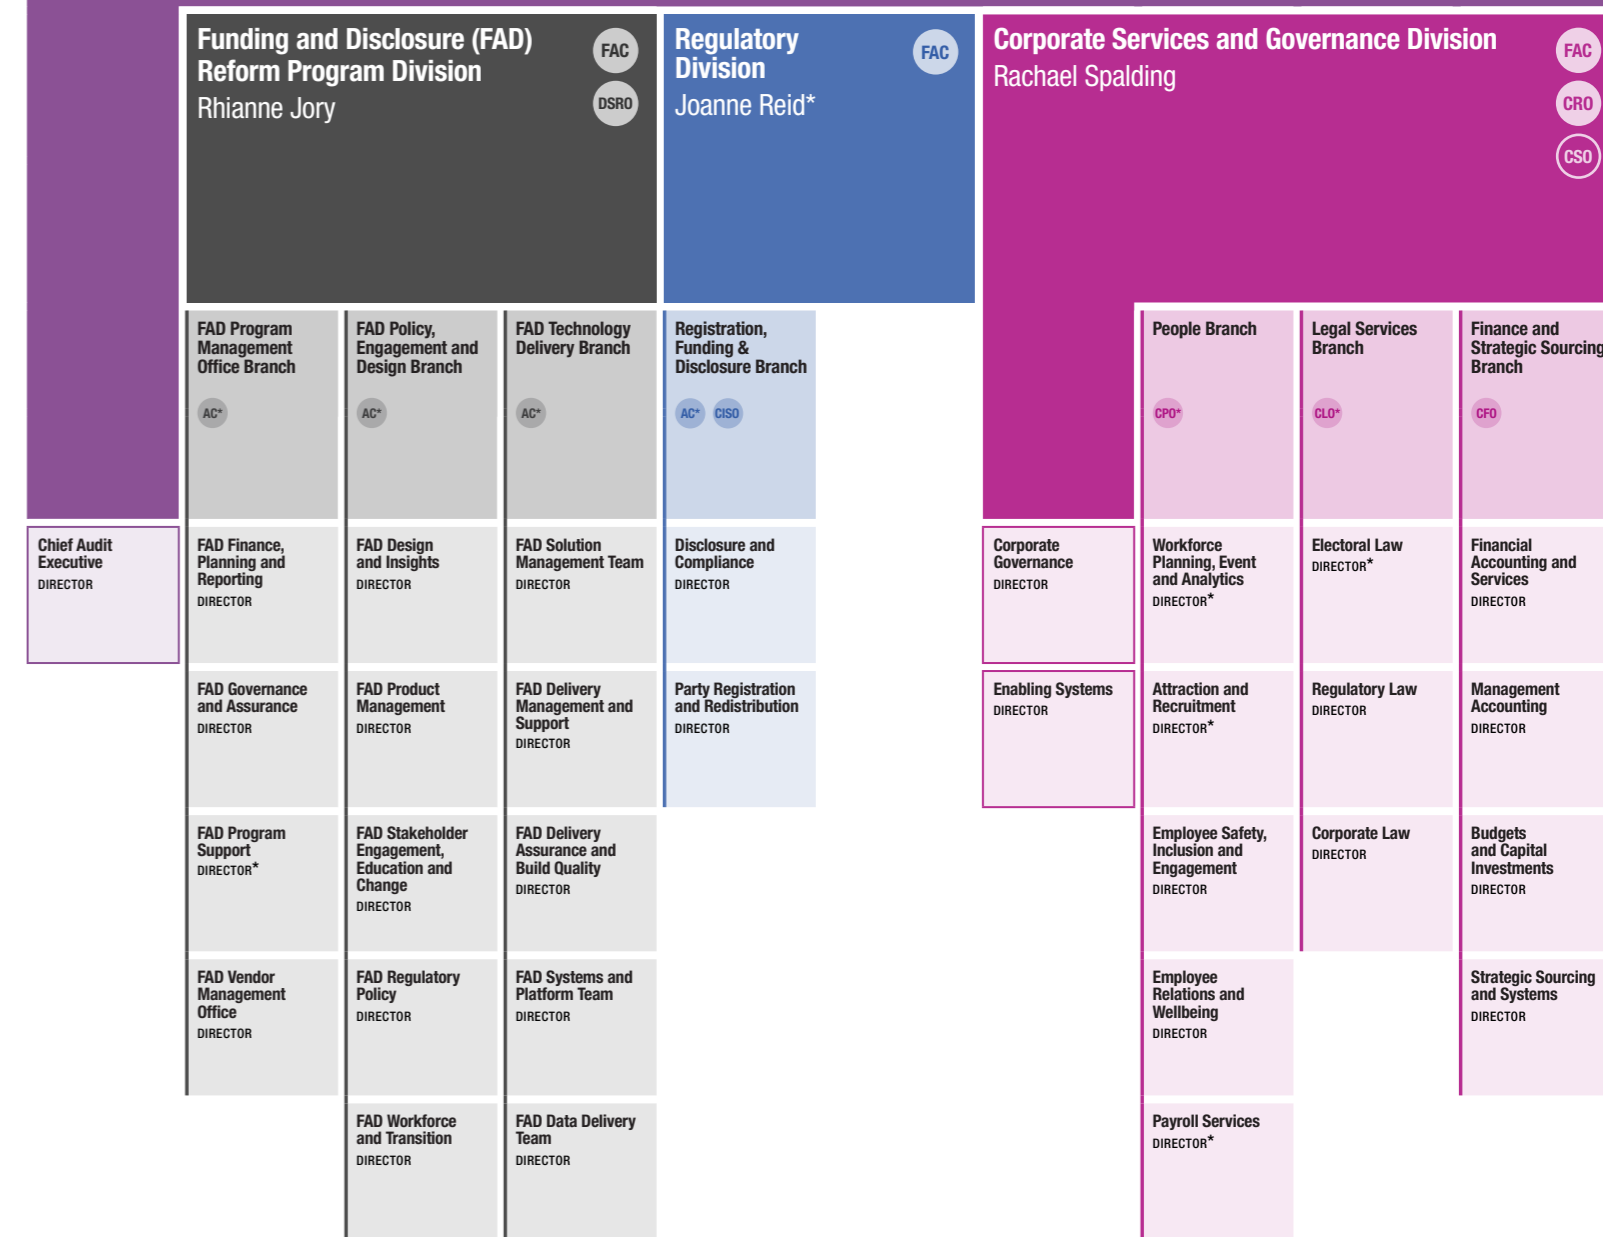 Funding and Disclosure (FAD)
Reform Program Division
Rhianne Jory
FAC
DSRO
Regulatory
Division
Joanne Reid*
FAC
Corporate Services and Governance Division
Rachael Spalding
FAC
CRO
CSO
Chief Audit
Executive
DIRECTOR
FAD Program
Management
Office Branch
AC*
FAD Finance,
Planning and
Reporting
DIRECTOR
FAD Governance
and Assurance
DIRECTOR
FAD Program
Support
DIRECTOR*
FAD Vendor
Management
Office
DIRECTOR
FAD Policy,
Engagement and
Design Branch
AC*
FAD Design
and Insights
DIRECTOR
FAD Product
Management
DIRECTOR
FAD Stakeholder
Engagement,
Education and
Change
DIRECTOR
FAD Regulatory
Policy
DIRECTOR
FAD Workforce
and Transition
DIRECTOR
FAD Technology
Delivery Branch
AC*
FAD Solution
Management Team
DIRECTOR
FAD Delivery
Management and
Support
DIRECTOR
FAD Delivery
Assurance and
Build Quality
DIRECTOR
FAD Systems and
Platform Team
DIRECTOR
FAD Data Delivery
Team
DIRECTOR
Registration,
Funding &
Disclosure Branch
AC* CISO
Disclosure and
Compliance
DIRECTOR
Party Registration
and Redistribution
DIRECTOR
Corporate
Governance
DIRECTOR
Enabling Systems
DIRECTOR
People Branch
CPO*
Workforce
Planning, Event
and Analytics
DIRECTOR*
Attraction and
Recruitment
DIRECTOR*
Employee Safety,
Inclusion and
Engagement
DIRECTOR
Employee
Relations and
Wellbeing
DIRECTOR
Payroll Services
DIRECTOR*
Legal Services
Branch
CLO*
Electoral Law
DIRECTOR*
Regulatory Law
DIRECTOR
Corporate Law
DIRECTOR
Finance and
Strategic Sourcing
Branch
CFO
Financial
Accounting and
Services
DIRECTOR
Management
Accounting
DIRECTOR
Budgets
and Capital
Investments
DIRECTOR
Strategic Sourcing
and Systems
DIRECTOR